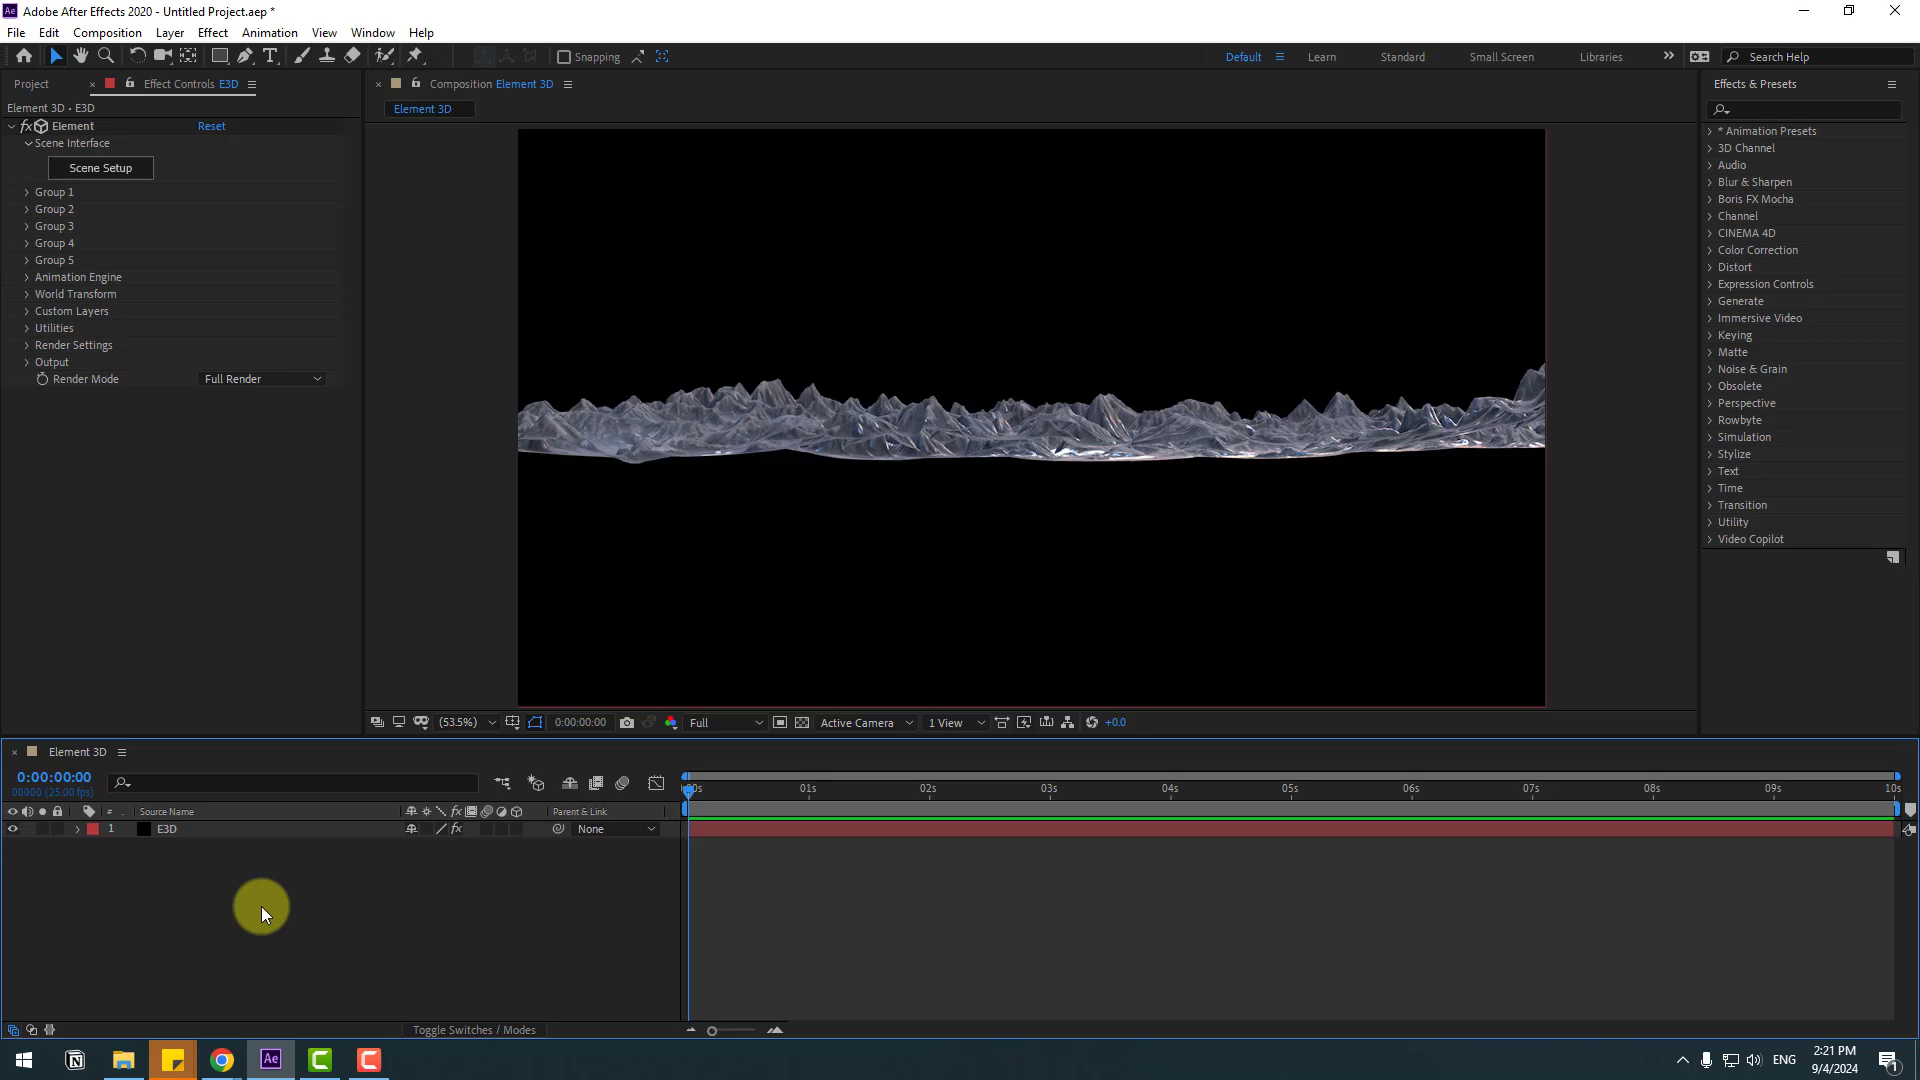 Adobe After Effects 2020 - Untitled Project.aep *
File Edit Composition Layer Effect Animation View Window Help
Snapping
Default Learn Standard Small Screen Libraries Search Help
Project Effect Controls E3D
Element 3D • E3D
Element Reset
Scene Interface
Scene Setup
Group 1
Group 2
Group 3
Group 4
Group 5
Animation Engine
World Transform
Custom Layers
Utilities
Render Settings
Output
Render Mode Full Render
Composition Element 3D
Element 3D
(53.5%) 0:00:00:00 Full Active Camera 1 View +0.0
Effects & Presets
* Animation Presets
3D Channel
Audio
Blur & Sharpen
Boris FX Mocha
Channel
CINEMA 4D
Color Correction
Distort
Expression Controls
Generate
Immersive Video
Keying
Matte
Noise & Grain
Obsolete
Perspective
Rowbyte
Simulation
Stylize
Text
Time
Transition
Utility
Video Copilot
Element 3D
0:00:00:00
00000 (25.00 fps)
# . Source Name Parent & Link
1 E3D None
01s 02s 03s 04s 05s 06s 07s 08s 09s 10s
Toggle Switches / Modes
ENG
2:21 PM
9/4/2024
1